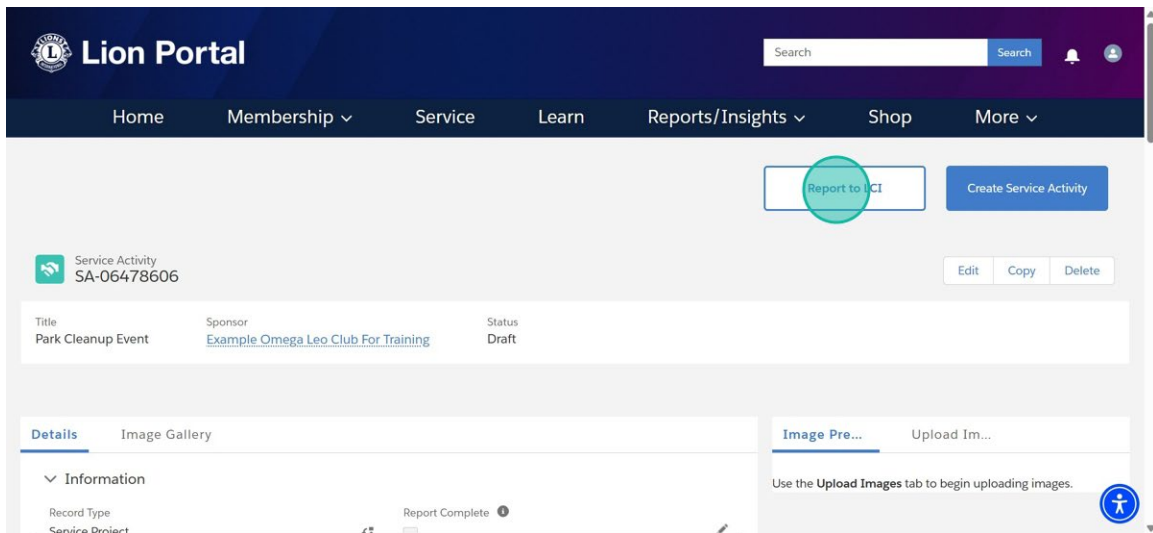 Lion Portal
Search
Search
Home Membership Service Learn Reports/Insights Shop More
Report to LCI
Create Service Activity
Service Activity
SA-06478606
Edit Copy Delete
Title Sponsor Status
Park Cleanup Event Example Omega Leo Club For Training Draft
Details Image Gallery
Image Pre... Upload Im...
Information
Use the Upload Images tab to begin uploading images.
Record Type Report Complete
Service Project